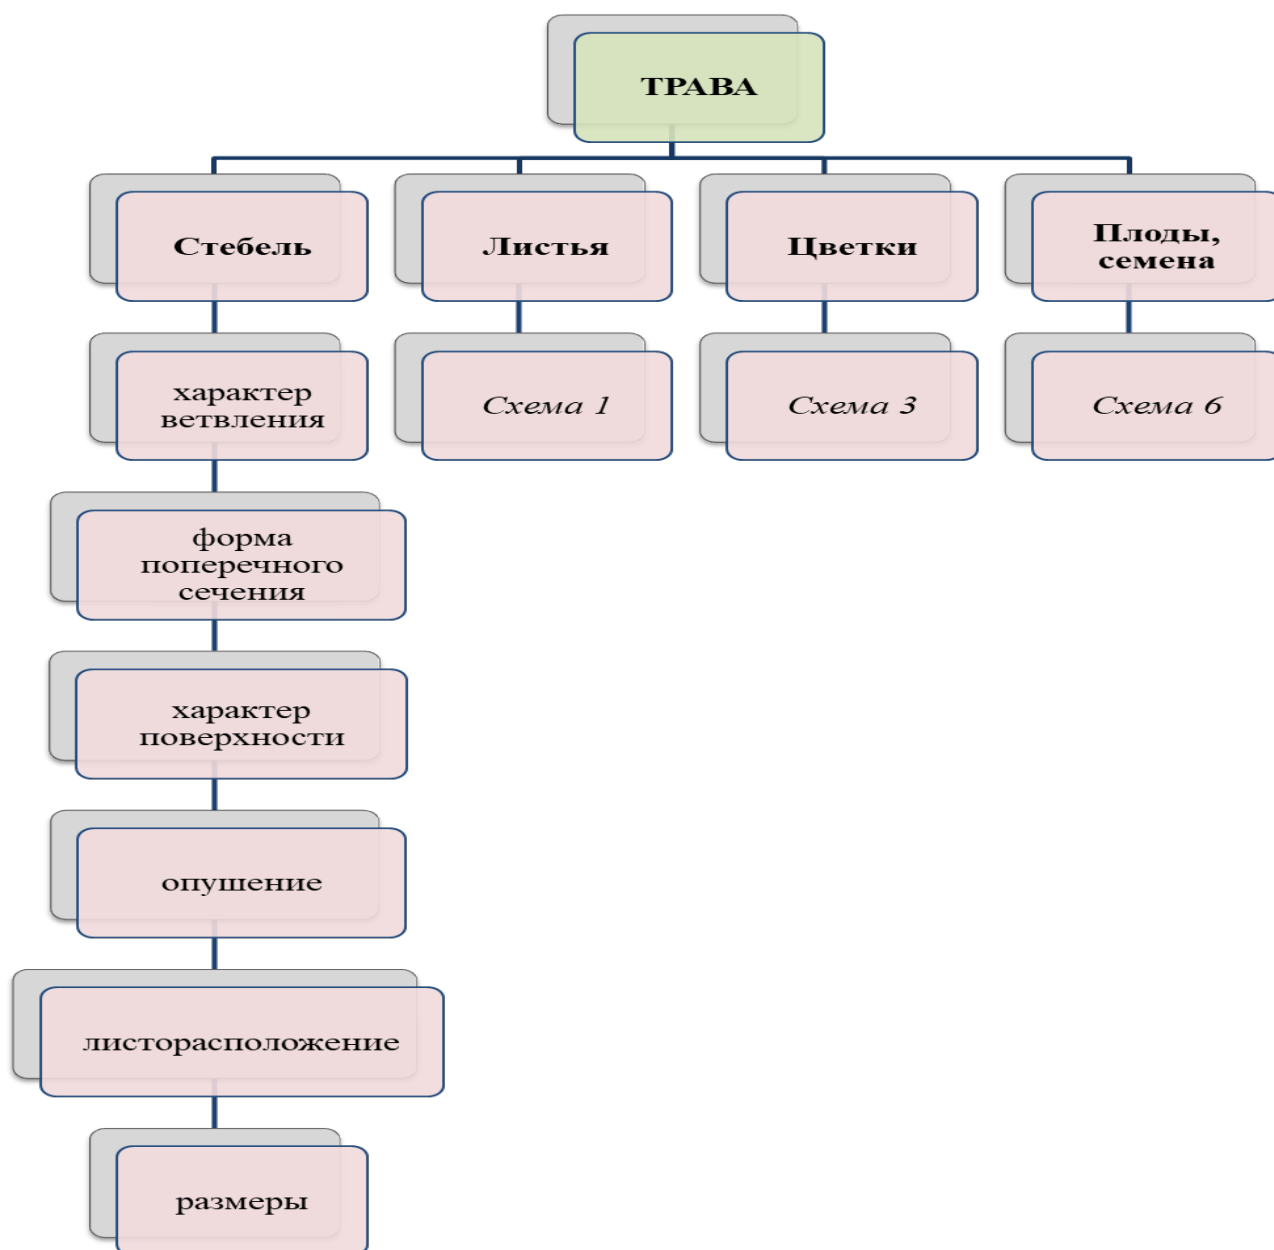 ТРАВА
Стебель
Листья
Цветки
Плоды,
семена
характер
ветвления
Схема 1
Схема 3
Схема 6
форма
поперечного
сечения
характер
поверхности
опушение
листорасположение
размеры